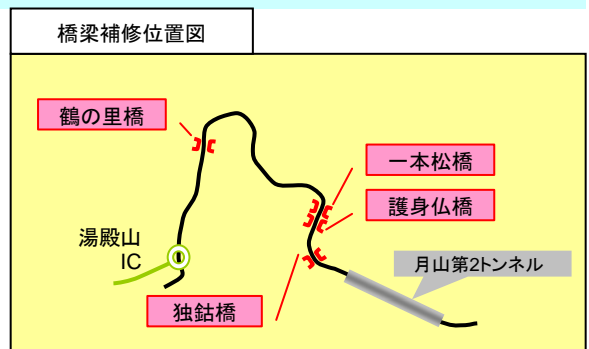 橋梁補修位置図
鶴の里橋
一本松橋
護身仏橋
湯殿山
IC
月山第2トンネル
独鈷橋